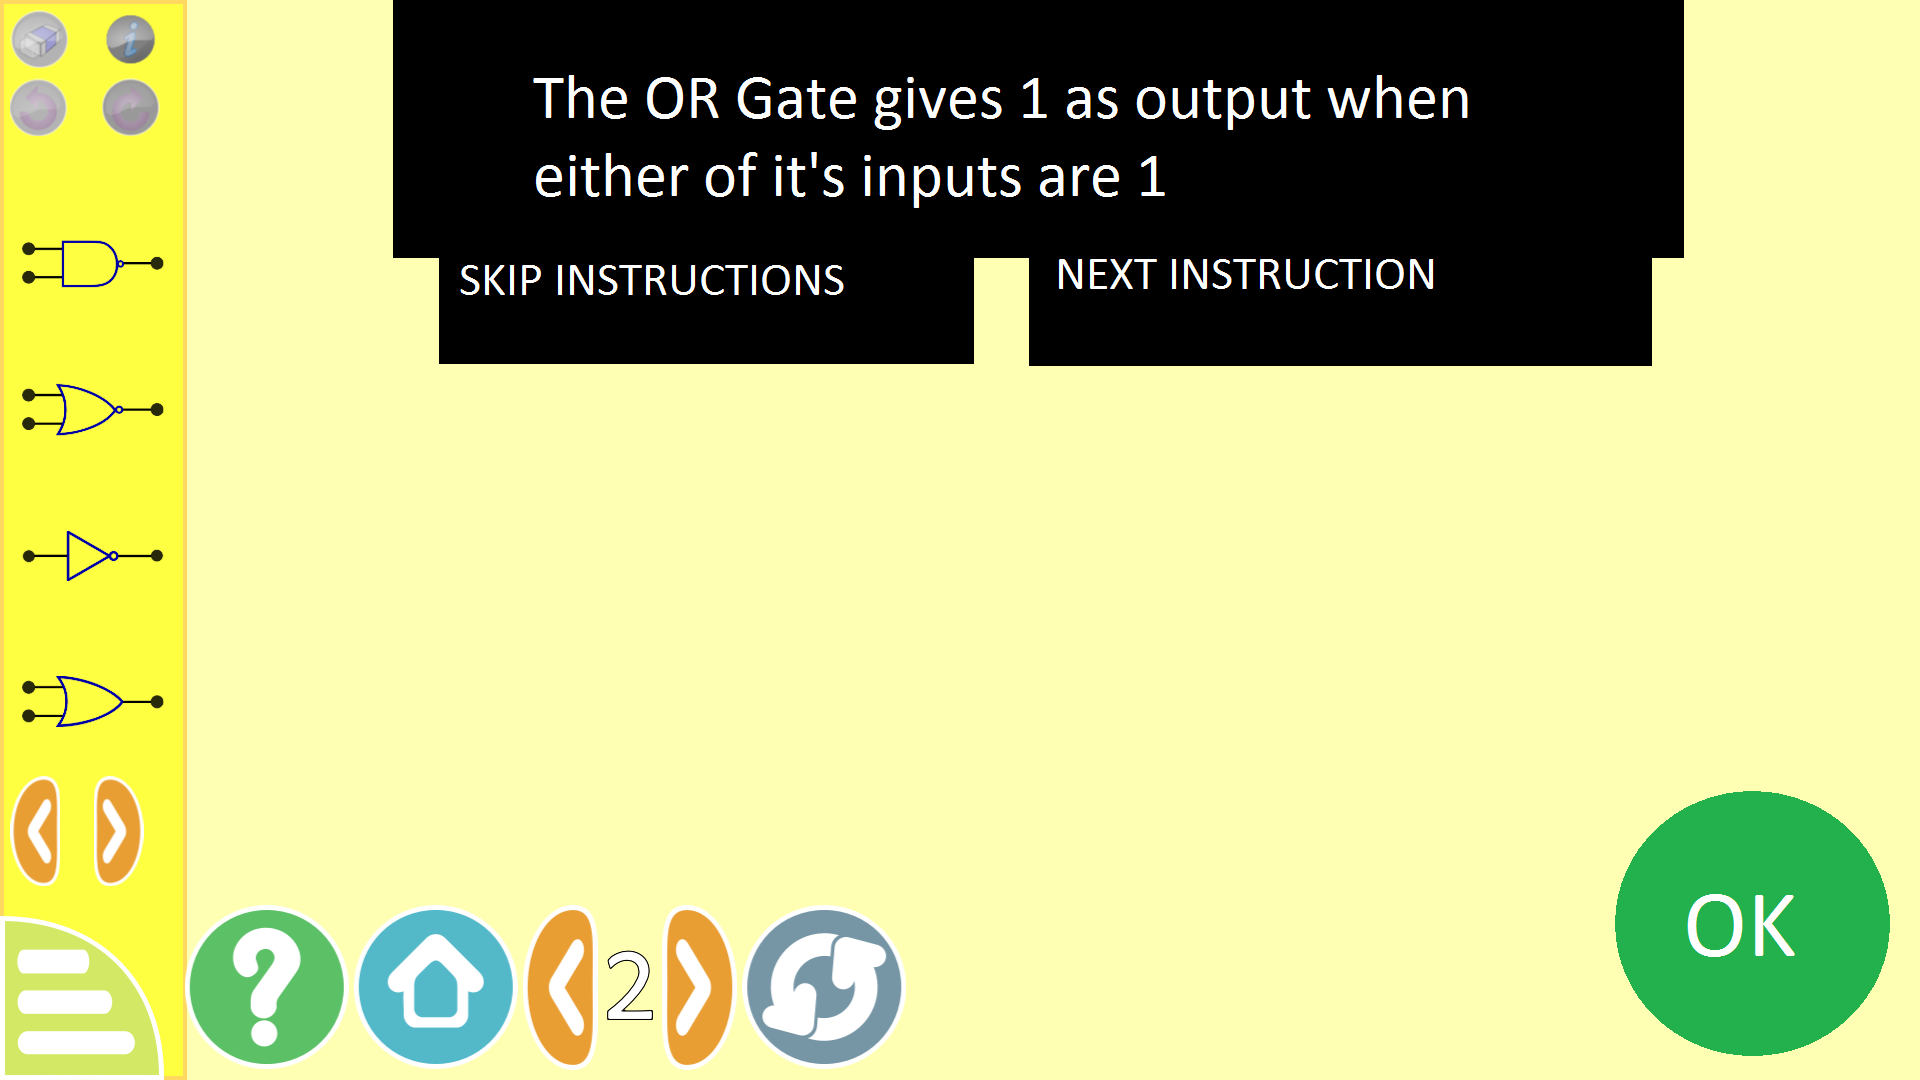 The OR Gate gives 1 as output when
either of it's inputs are 1
SKIP INSTRUCTIONS
NEXT INSTRUCTION
2
OK